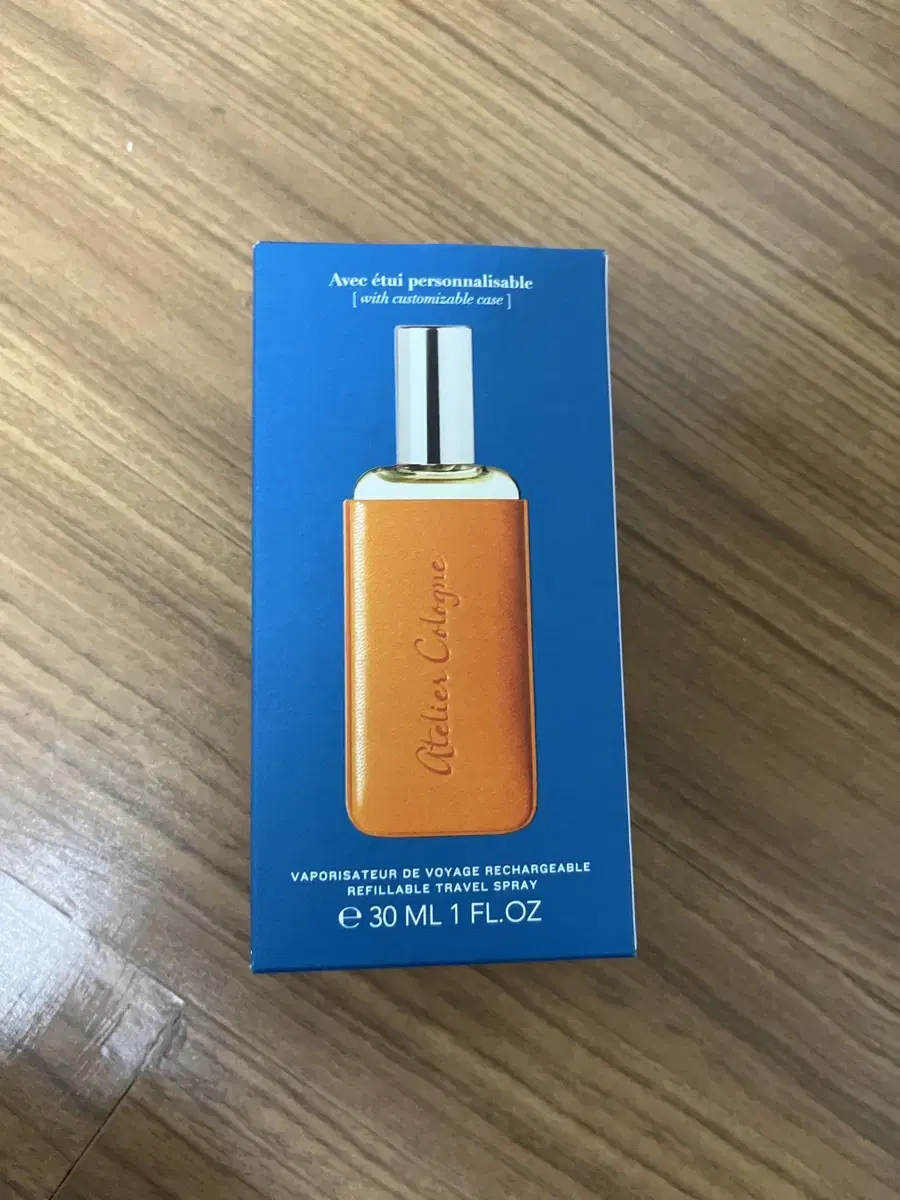 Avec étui personnalisable
[ with customizable case ]
Atelier Cologne
VAPORISATEUR DE VOYAGE RECHARGEABLE
REFILLABLE TRAVEL SPRAY
℮ 30 ML 1 FL.OZ